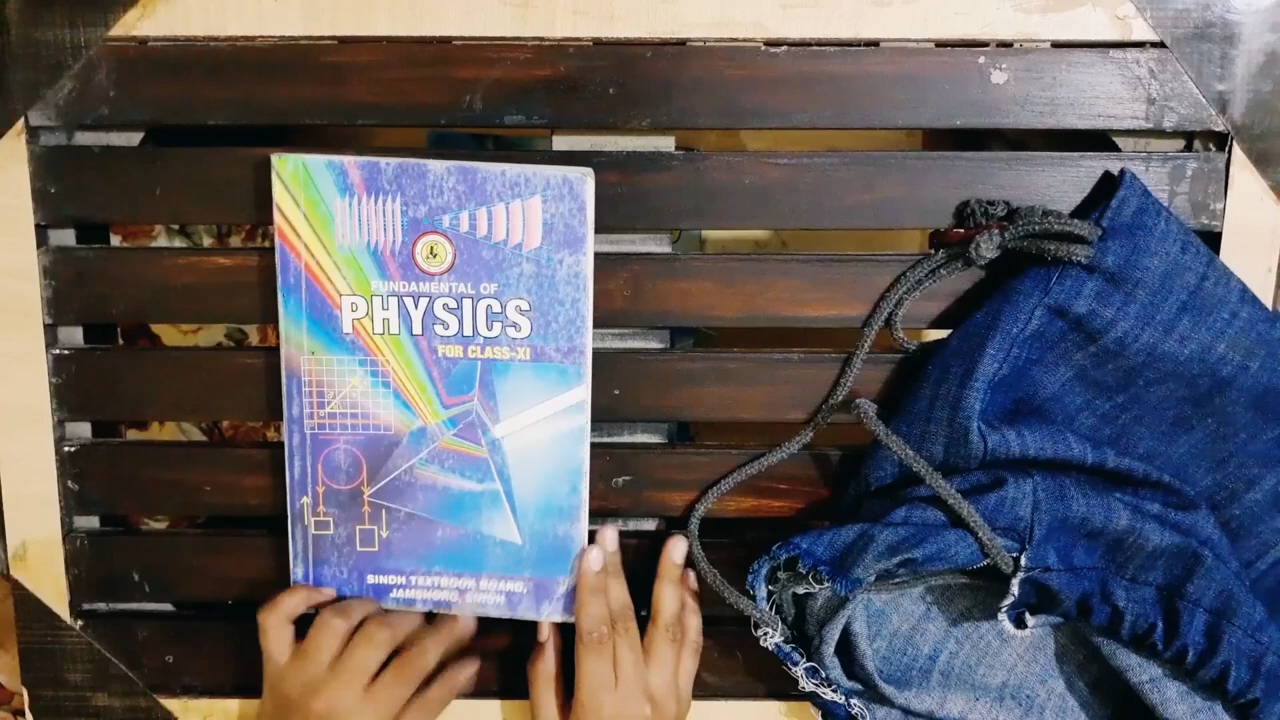 FUNDAMENTAL OF
PHYSICS
FOR CLASS-XI
SINDH TEXTBOOK BOARD,
JAMSHORO, SINDH